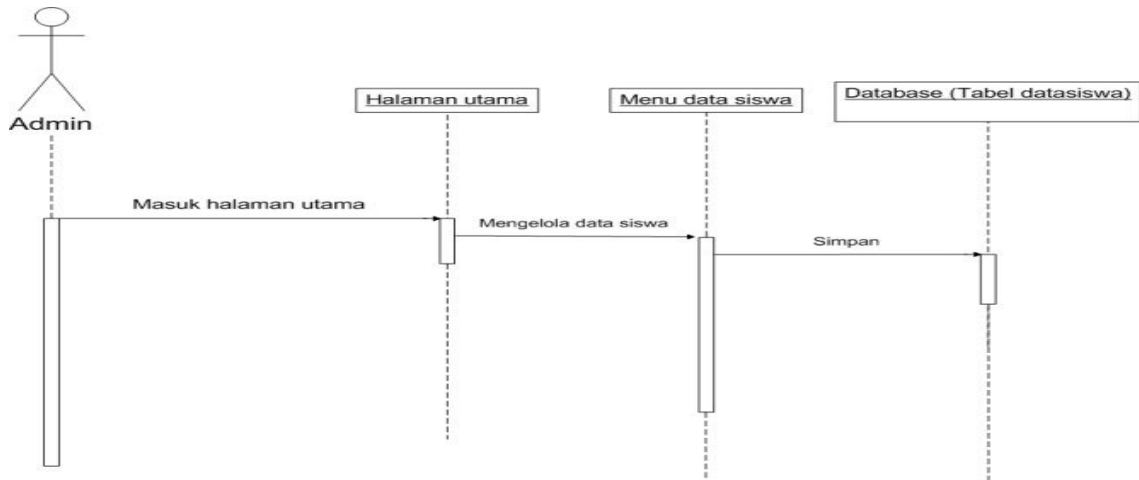 Admin
Halaman utama
Menu data siswa
Database (Tabel datasiswa)
Masuk halaman utama
Mengelola data siswa
Simpan